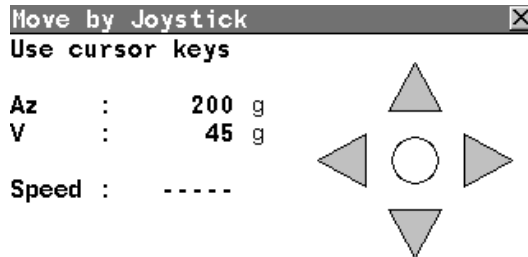 Move by Joystick
Use cursor keys
Az : 200 g
V : 45 g
Speed : -----